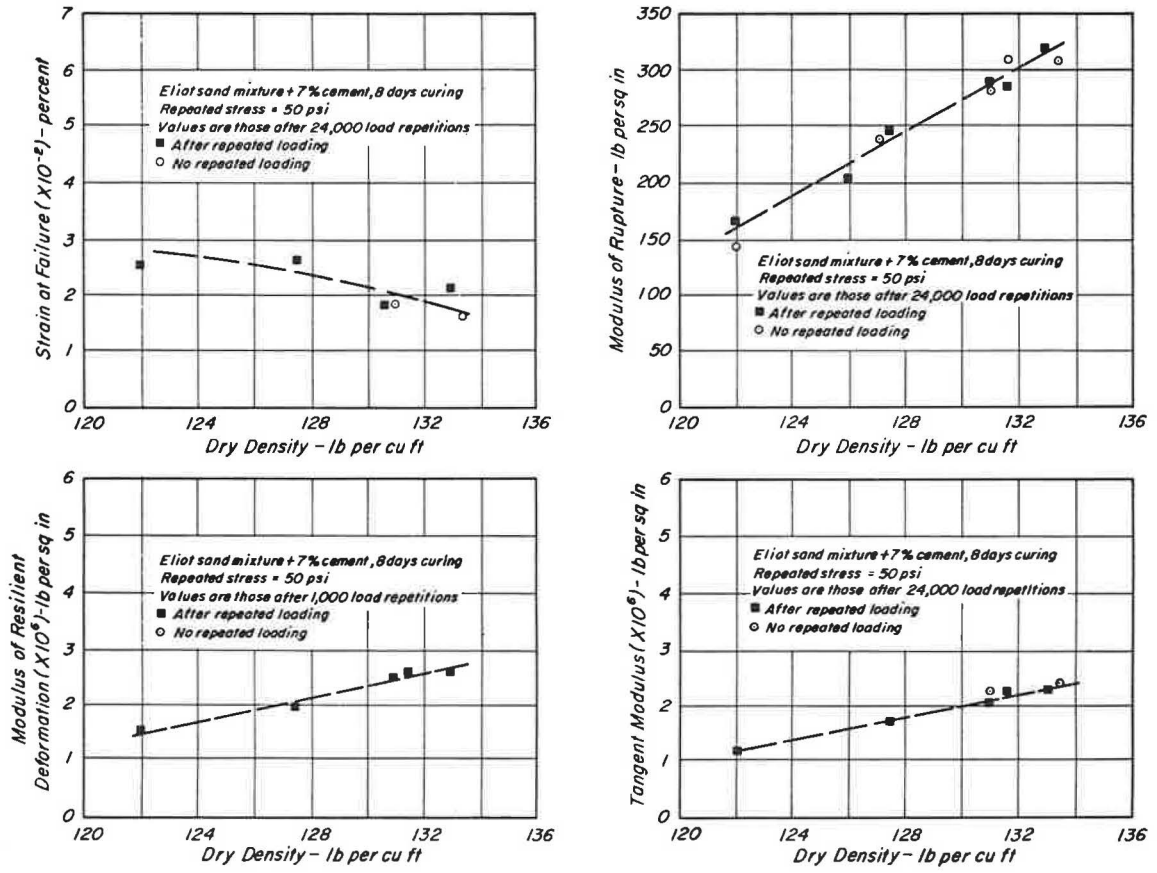 7
6
5
4
3
2
1
0
Strain at Failure (X10⁻²) - percent
Eliot sand mixture + 7% cement, 8 days curing
Repeated stress = 50 psi
Values are those after 24,000 load repetitions
■ After repeated loading
○ No repeated loading
120 124 128 132 136
Dry Density - lb per cu ft
350
300
250
200
150
100
50
0
Modulus of Rupture - lb per sq in
Eliot sand mixture + 7% cement, 8 days curing
Repeated stress = 50 psi
Values are those after 24,000 load repetitions
■ After repeated loading
○ No repeated loading
120 124 128 132 136
Dry Density - lb per cu ft
6
5
4
3
2
1
0
Modulus of Resilient
Deformation (X10⁶) - lb per sq in
Eliot sand mixture + 7% cement, 8 days curing
Repeated stress = 50 psi
Values are those after 1,000 load repetitions
■ After repeated loading
○ No repeated loading
120 124 128 132 136
Dry Density - lb per cu ft
6
5
4
3
2
1
0
Tangent Modulus (X10⁶) - lb per sq in
Eliot sand mixture + 7% cement, 8 days curing
Repeated stress = 50 psi
Values are those after 24,000 load repetitions
■ After repeated loading
○ No repeated loading
120 124 128 132 136
Dry Density - lb per cu ft